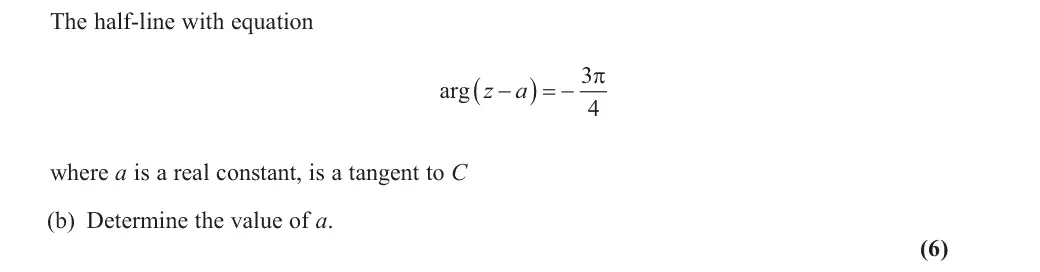 The half-line with equation
arg(z − a) = −3π/4
where a is a real constant, is a tangent to C
(b) Determine the value of a.
(6)